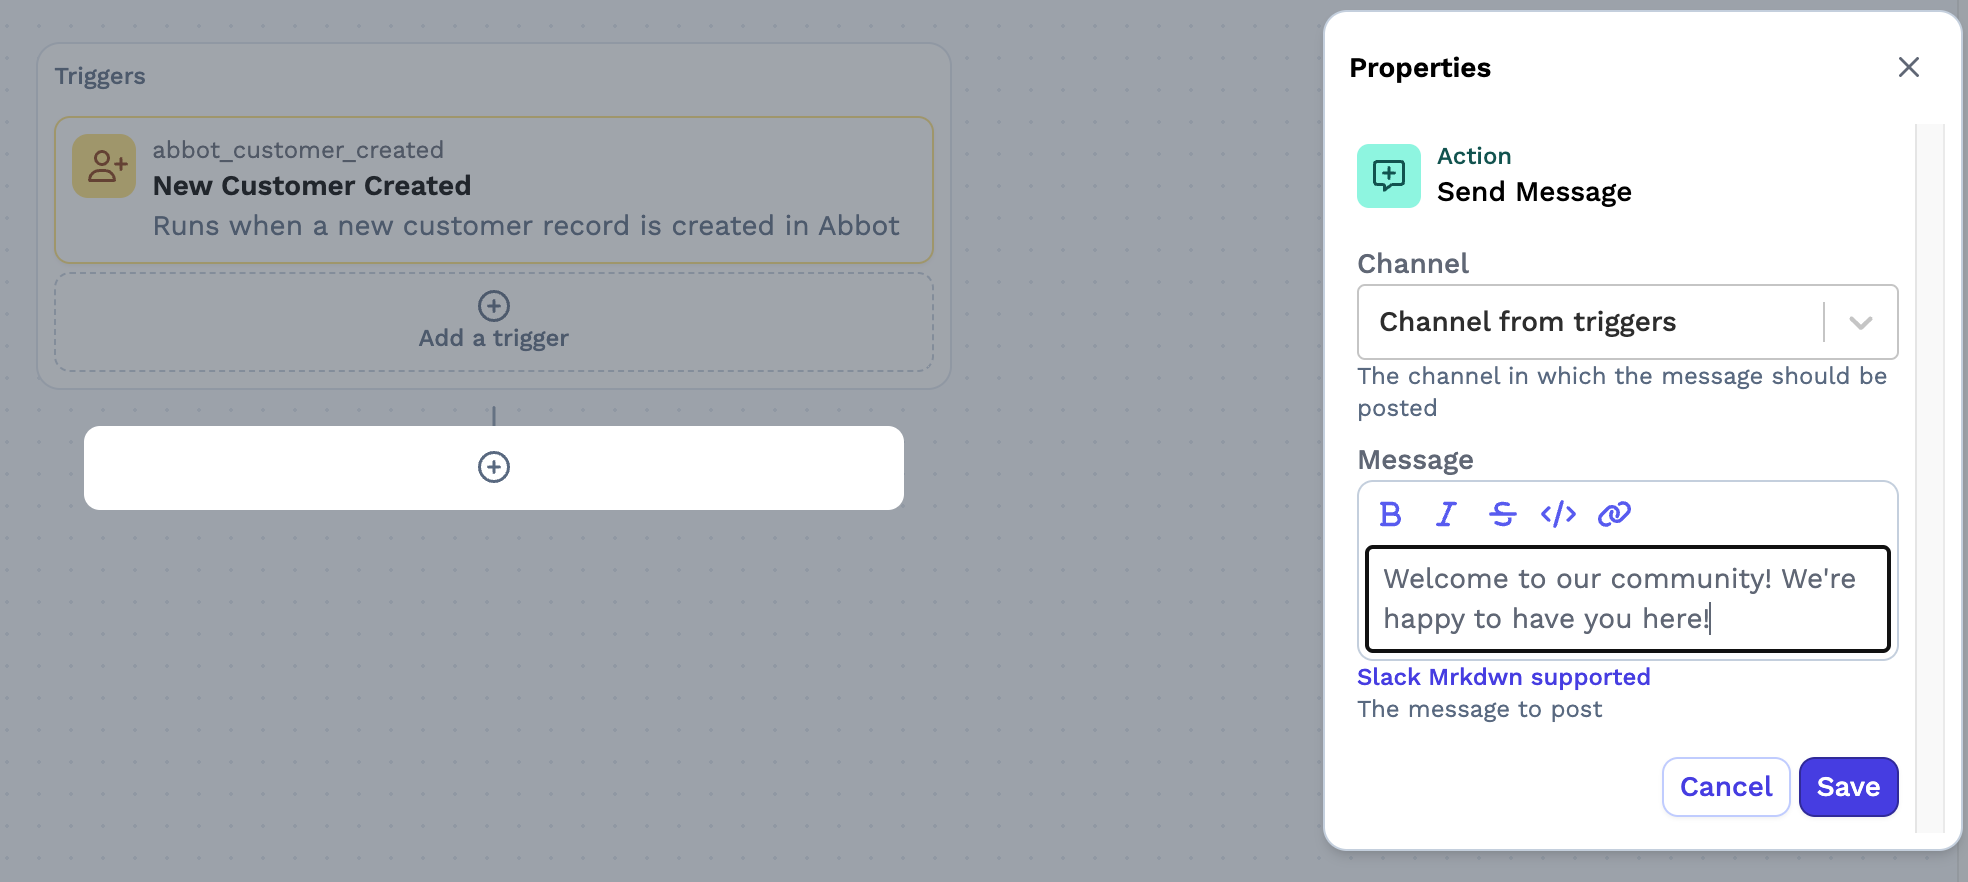 Triggers
abbot_customer_created
New Customer Created
Runs when a new customer record is created in Abbot
Add a trigger
Properties
Action
Send Message
Channel
Channel from triggers
The channel in which the message should be
posted
Message
B I S </>
Welcome to our community! We're
happy to have you here!
Slack Mrkdwn supported
The message to post
Cancel Save